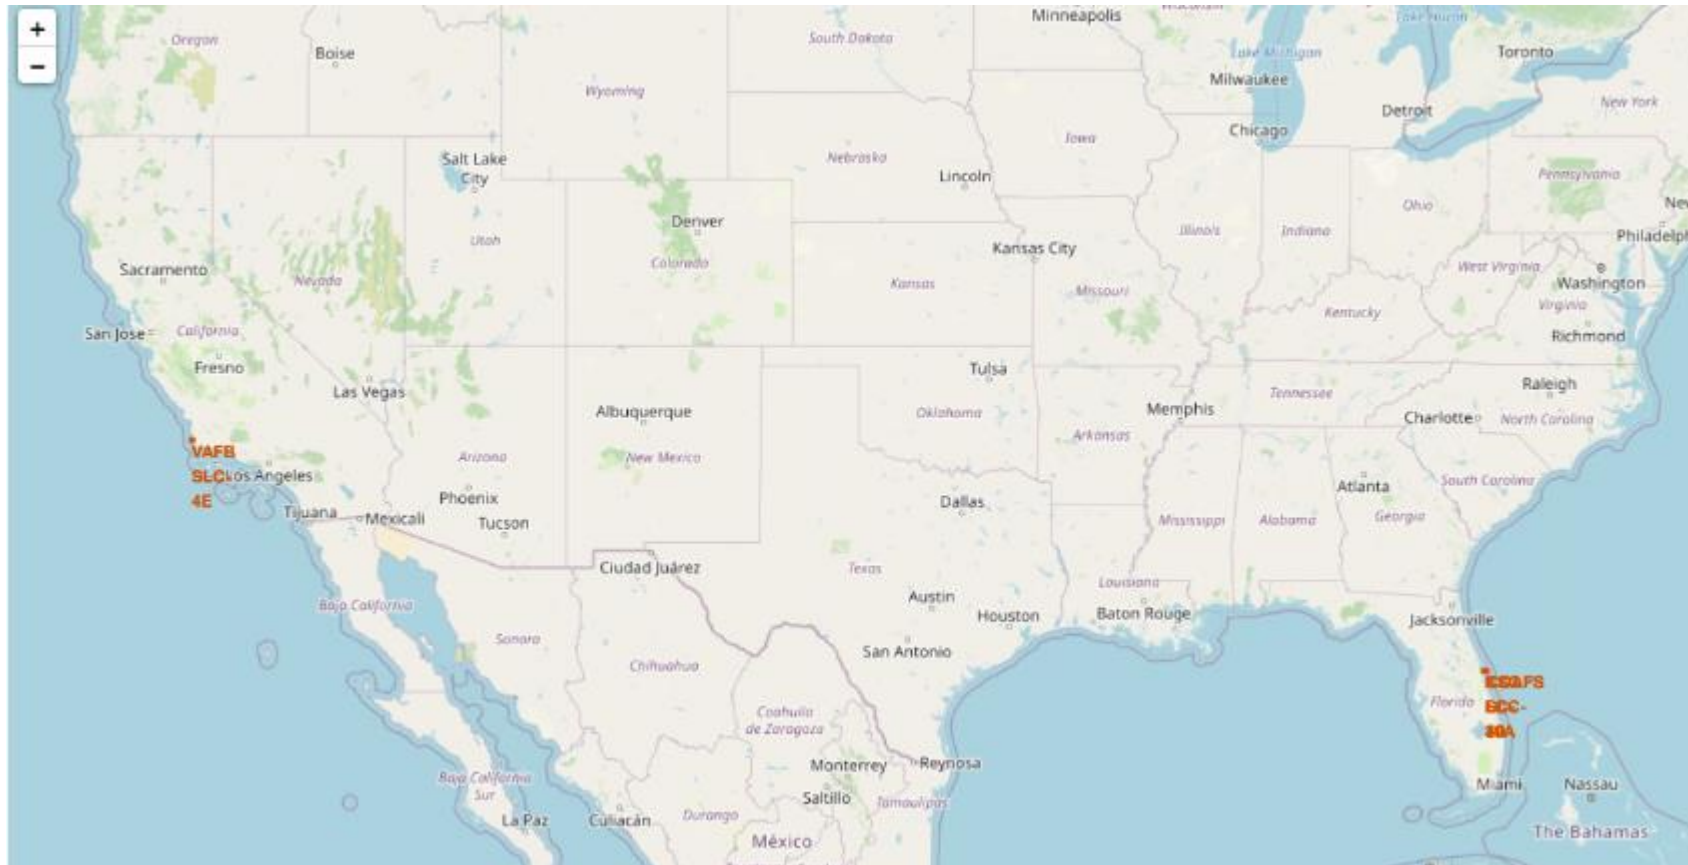 +
−
Minneapolis
Wisconsin
Lake Huron
Oregon
Boise
South Dakota
Lake Michigan
Toronto
Milwaukee
Wyoming
Detroit
New York
Chicago
Iowa
Salt Lake
City
Nebraska
Lincoln
Pennsylvania
Ohio
New
Denver
Utah
Colorado
Kansas City
Illinois
Indiana
Philadelph
Sacramento
Nevada
Kansas
Missouri
West Virginia
Washington
Virginia
Kentucky
San Jose
California
Richmond
Fresno
Las Vegas
Tulsa
Tennessee
Raleigh
Albuquerque
Oklahoma
Memphis
Charlotte
North Carolina
Arkansas
VAFB
SLC-
4E
Los Angeles
Arizona
New Mexico
Phoenix
Dallas
Atlanta
South Carolina
Tijuana
Mexicali
Tucson
Mississippi
Alabama
Georgia
Ciudad Juárez
Texas
Louisiana
Baja California
Austin
Houston
Baton Rouge
Jacksonville
Sonora
Chihuahua
San Antonio
Florida
Coahuila
de Zaragoza
Monterrey
Reynosa
Baja California
Sur
Saltillo
Tamaulipas
Miami
Nassau
La Paz
Culiacán
Durango
The Bahamas
México